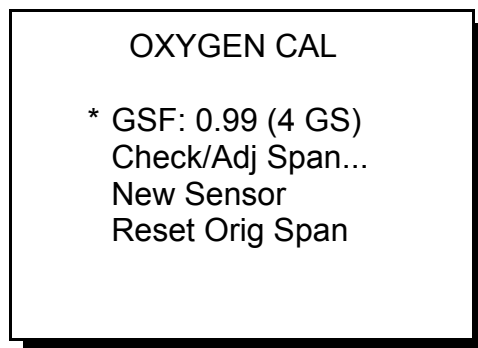 OXYGEN CAL
* GSF: 0.99 (4 GS)
Check/Adj Span...
New Sensor
Reset Orig Span